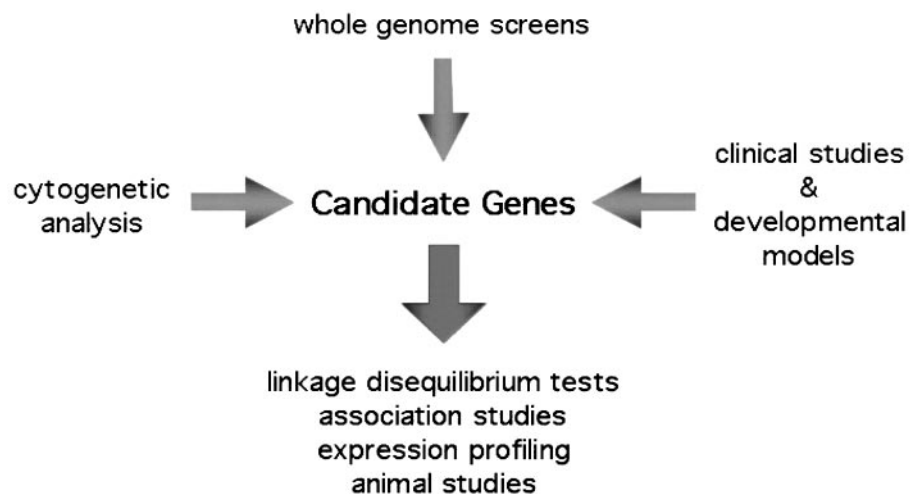 whole genome screens
cytogenetic
analysis
Candidate Genes
clinical studies
&
developmental
models
linkage disequilibrium tests
association studies
expression profiling
animal studies